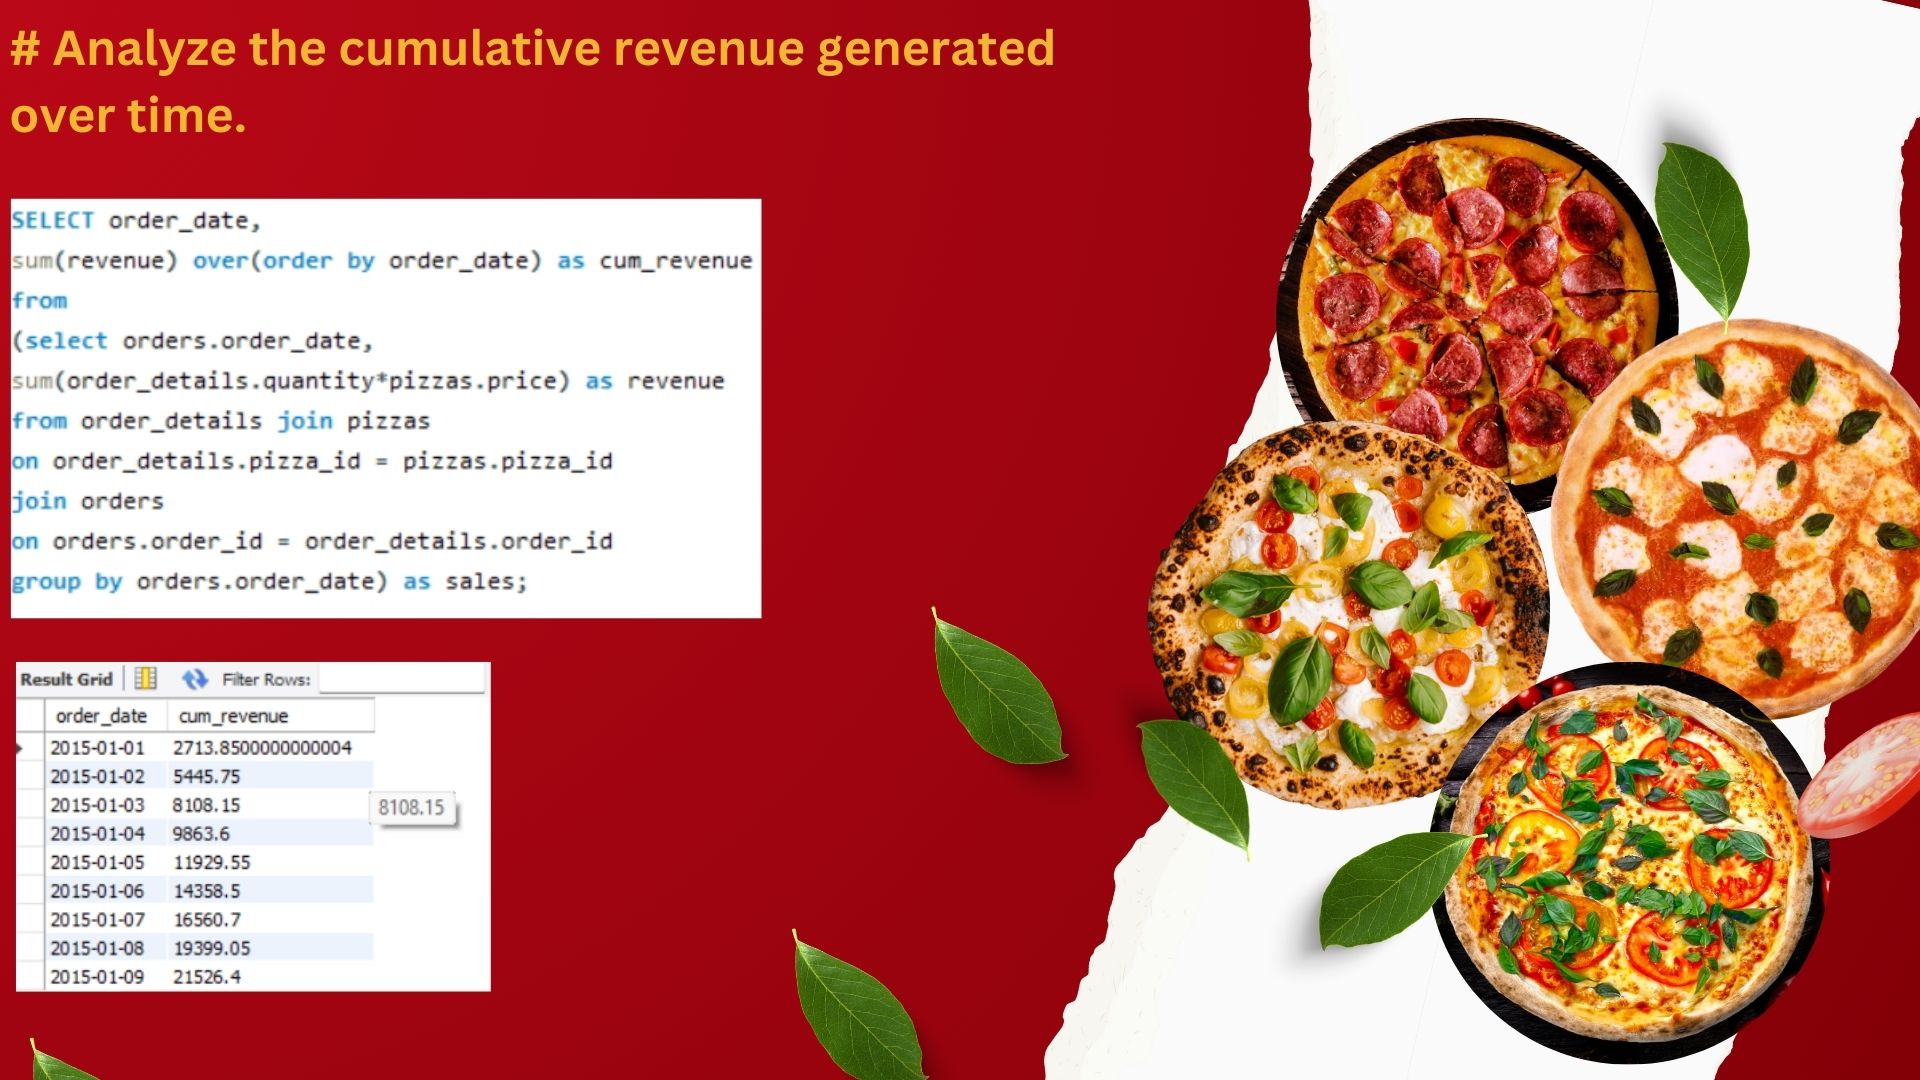 # Analyze the cumulative revenue generated
over time.
SELECT order_date,
sum(revenue) over(order by order_date) as cum_revenue
from
(select orders.order_date,
sum(order_details.quantity*pizzas.price) as revenue
from order_details join pizzas
on order_details.pizza_id = pizzas.pizza_id
join orders
on orders.order_id = order_details.order_id
group by orders.order_date) as sales;
Result Grid Filter Rows:
order_date cum_revenue
2015-01-01 2713.8500000000004
2015-01-02 5445.75
2015-01-03 8108.15 8108.15
2015-01-04 9863.6
2015-01-05 11929.55
2015-01-06 14358.5
2015-01-07 16560.7
2015-01-08 19399.05
2015-01-09 21526.4